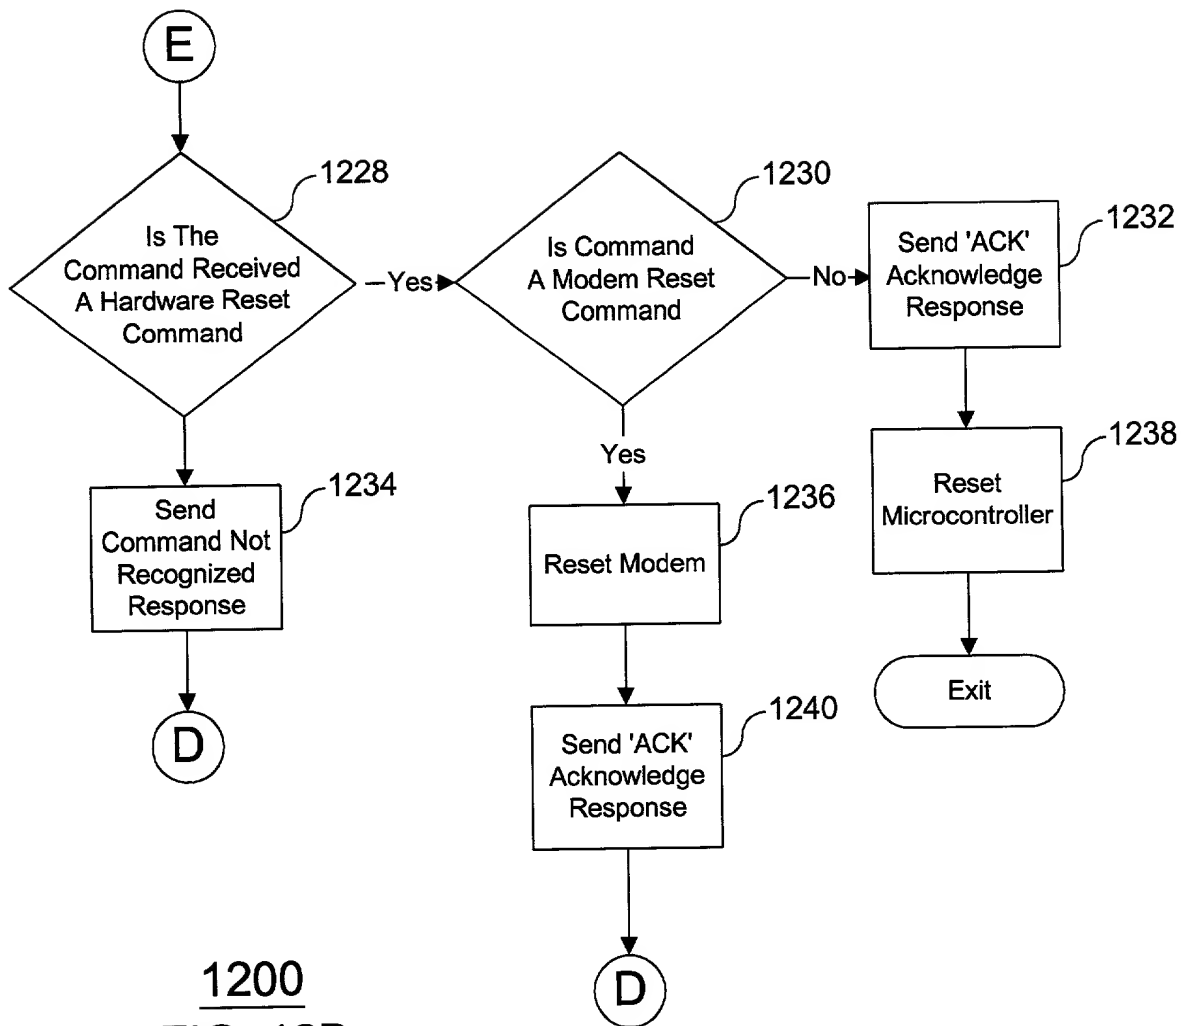 E
1228
Is The
Command Received
A Hardware Reset
Command
Yes
1230
Is Command
A Modem Reset
Command
No
1232
Send 'ACK'
Acknowledge
Response
1234
Send
Command Not
Recognized
Response
Yes
1236
Reset Modem
1238
Reset
Microcontroller
Exit
D
1240
Send 'ACK'
Acknowledge
Response
D
1200